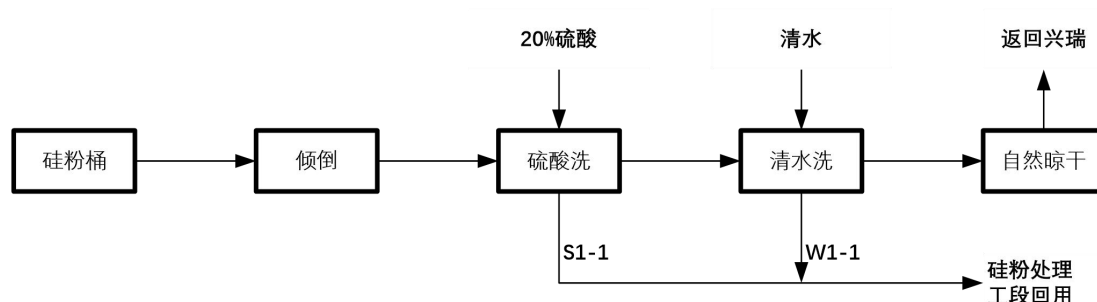 20%硫酸
清水
返回兴瑞
硅粉桶
倾倒
硫酸洗
清水洗
自然晾干
S1-1
W1-1
硅粉处理
工段回用